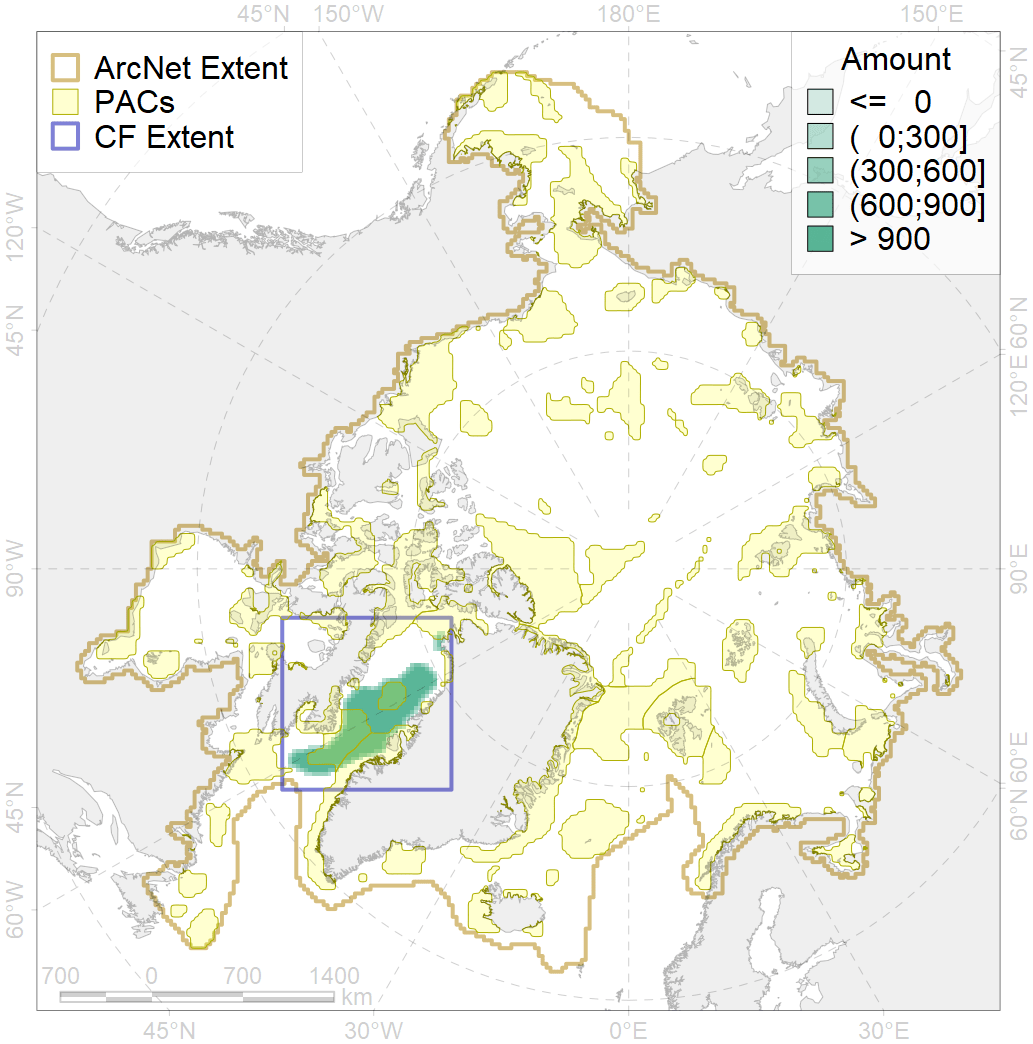 45°N 150°W 180°E 150°E
ArcNet Extent
PACs
CF Extent
Amount
<= 0
( 0;300]
(300;600]
(600;900]
> 900
45°N
120°W
45°N
90°W
45°N
60°W
60°N
120°E
90°E
60°E
60°N
700 0 700 1400
km
45°N 30°W 0°E 30°E